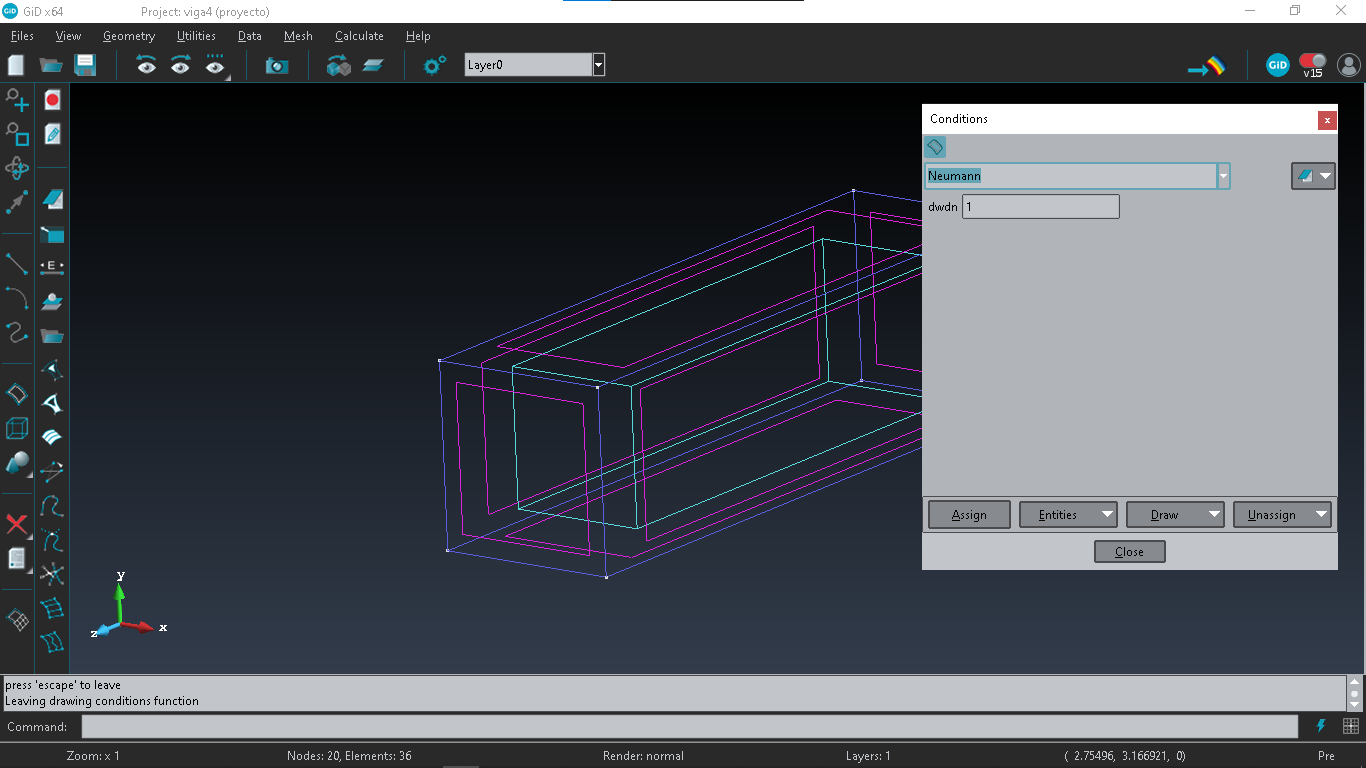 GiD GiD x64 Project: viga4 (proyecto)
Files View Geometry Utilities Data Mesh Calculate Help
Layer0
GiD
v15
E
Conditions
x
Neumann
dwdn 1
Assign Entities Draw Unassign
Close
y
x
z
press 'escape' to leave
Leaving drawing conditions function
Command:
Zoom: x 1 Nodes: 20, Elements: 36 Render: normal Layers: 1 ( 2.75496, 3.166921, 0) Pre